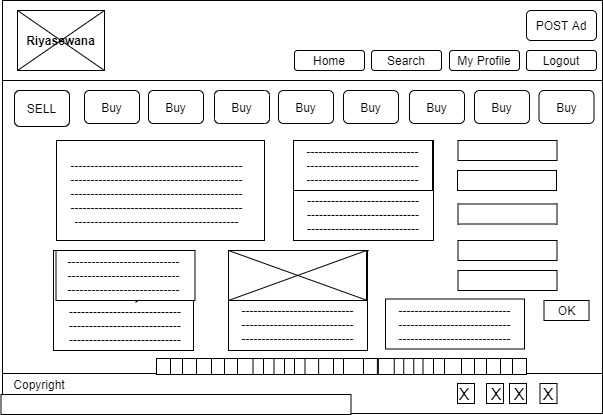 Riyasewana
POST Ad
Home
Search
My Profile
Logout
SELL
Buy
Buy
Buy
Buy
Buy
Buy
Buy
Buy
OK
Copyright
X
X
X
X